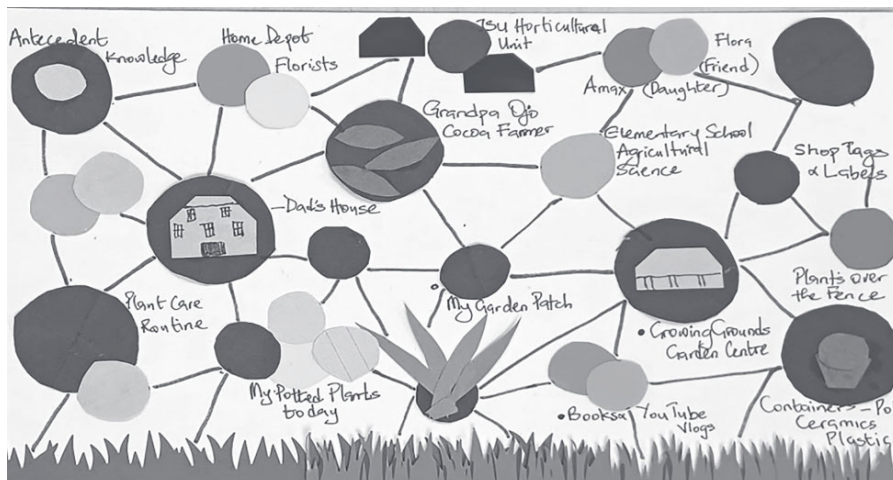 Antecedent
Knowledge
Home Depot
Florists
ISU Horticultural
Unit
Flora
(Friend)
Amax (Daughter)
Grandpa Ojo
Cocoa Farmer
Elementary School
Agricultural
Science
Shop Tags
& Labels
Dad's House
Plants over
the Fence
Plant Care
Routine
My Garden Patch
Growing Grounds
Garden Centre
My Potted Plants
today
Books & YouTube
Vlogs
Containers -
Ceramics
Plastic